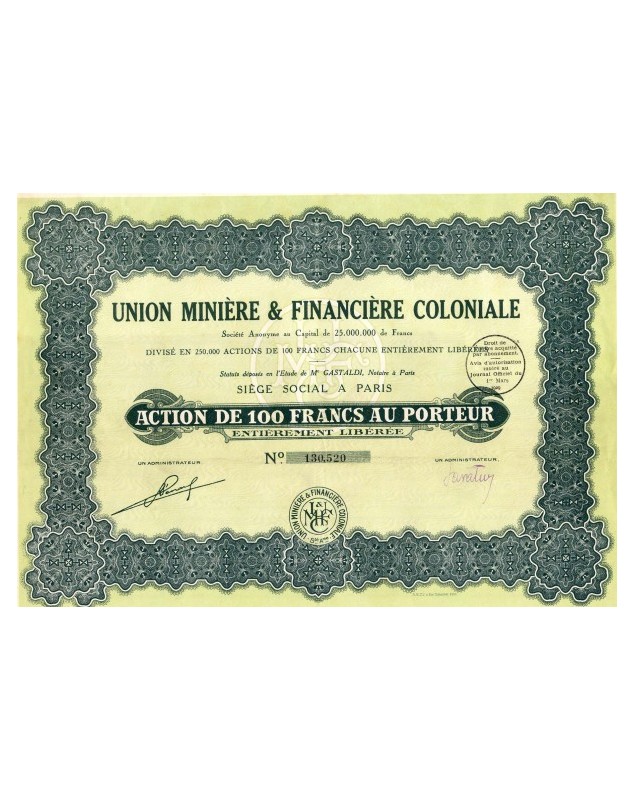 UNION MINIÈRE & FINANCIÈRE COLONIALE
Société Anonyme au Capital de 25.000.000 de Francs
DIVISÉ EN 250.000 ACTIONS DE 100 FRANCS CHACUNE ENTIÈREMENT LIBÉRÉES
Droit de
timbre acquitté
par abonnement.
Avis d'autorisation
inséré au
Journal Officiel du
1er Mars
Statuts déposés en l'Etude de Me GASTALDI, Notaire à Paris
SIÈGE SOCIAL A PARIS
ACTION DE 100 FRANCS AU PORTEUR
ENTIÈREMENT LIBÉRÉE
No 130,520
UN ADMINISTRATEUR.
UN ADMINISTRATEUR.
UNION MINIÈRE & FINANCIÈRE COLONIALE